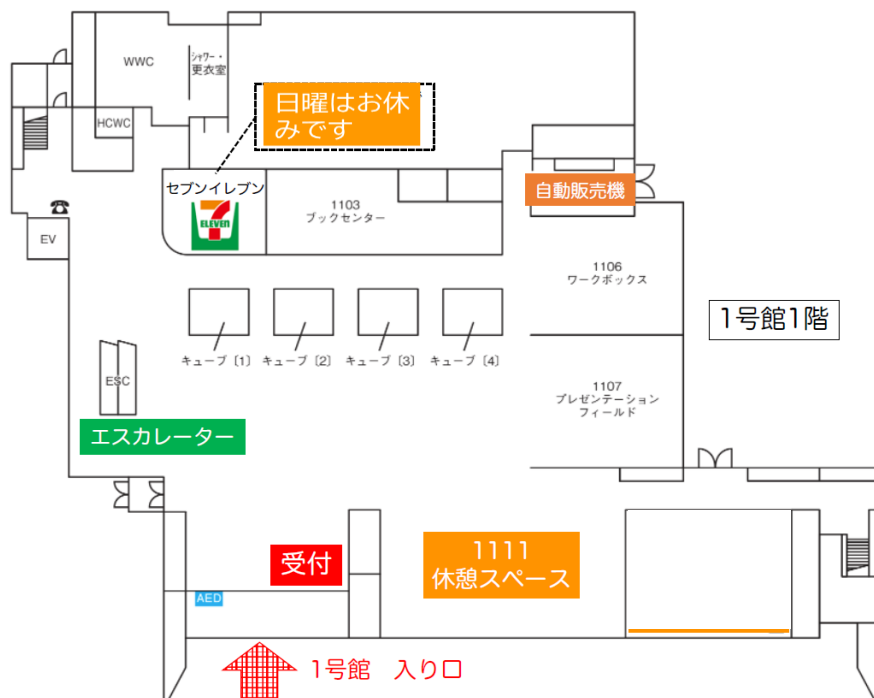 WWC
シャワー・
更衣室
日曜はお休
みです
HCWC
セブンイレブン
7
ELEVEN
1103
ブックセンター
自動販売機
EV
1106
ワークボックス
1号館1階
キューブ〔1〕
キューブ〔2〕
キューブ〔3〕
キューブ〔4〕
ESC
1107
プレゼンテーション
フィールド
エスカレーター
受付
1111
休憩スペース
AED
1号館　入り口